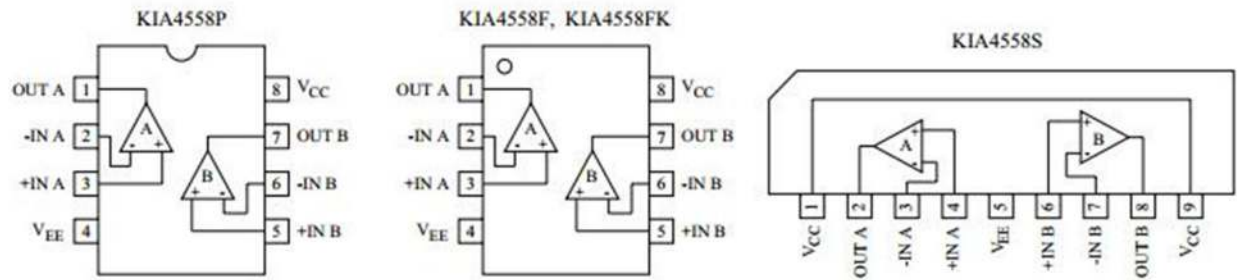 KIA4558P
OUT A 1
8 VCC
-IN A 2
A
- +
7 OUT B
+IN A 3
B
+ -
6 -IN B
VEE 4
5 +IN B
KIA4558F, KIA4558FK
OUT A 1
8 VCC
-IN A 2
A
- +
7 OUT B
+IN A 3
B
+ -
6 -IN B
VEE 4
5 +IN B
KIA4558S
A
+
-
B
+
-
1 2 3 4 5 6 7 8 9
VCC
OUT A
-IN A
+IN A
VEE
+IN B
-IN B
OUT B
VCC